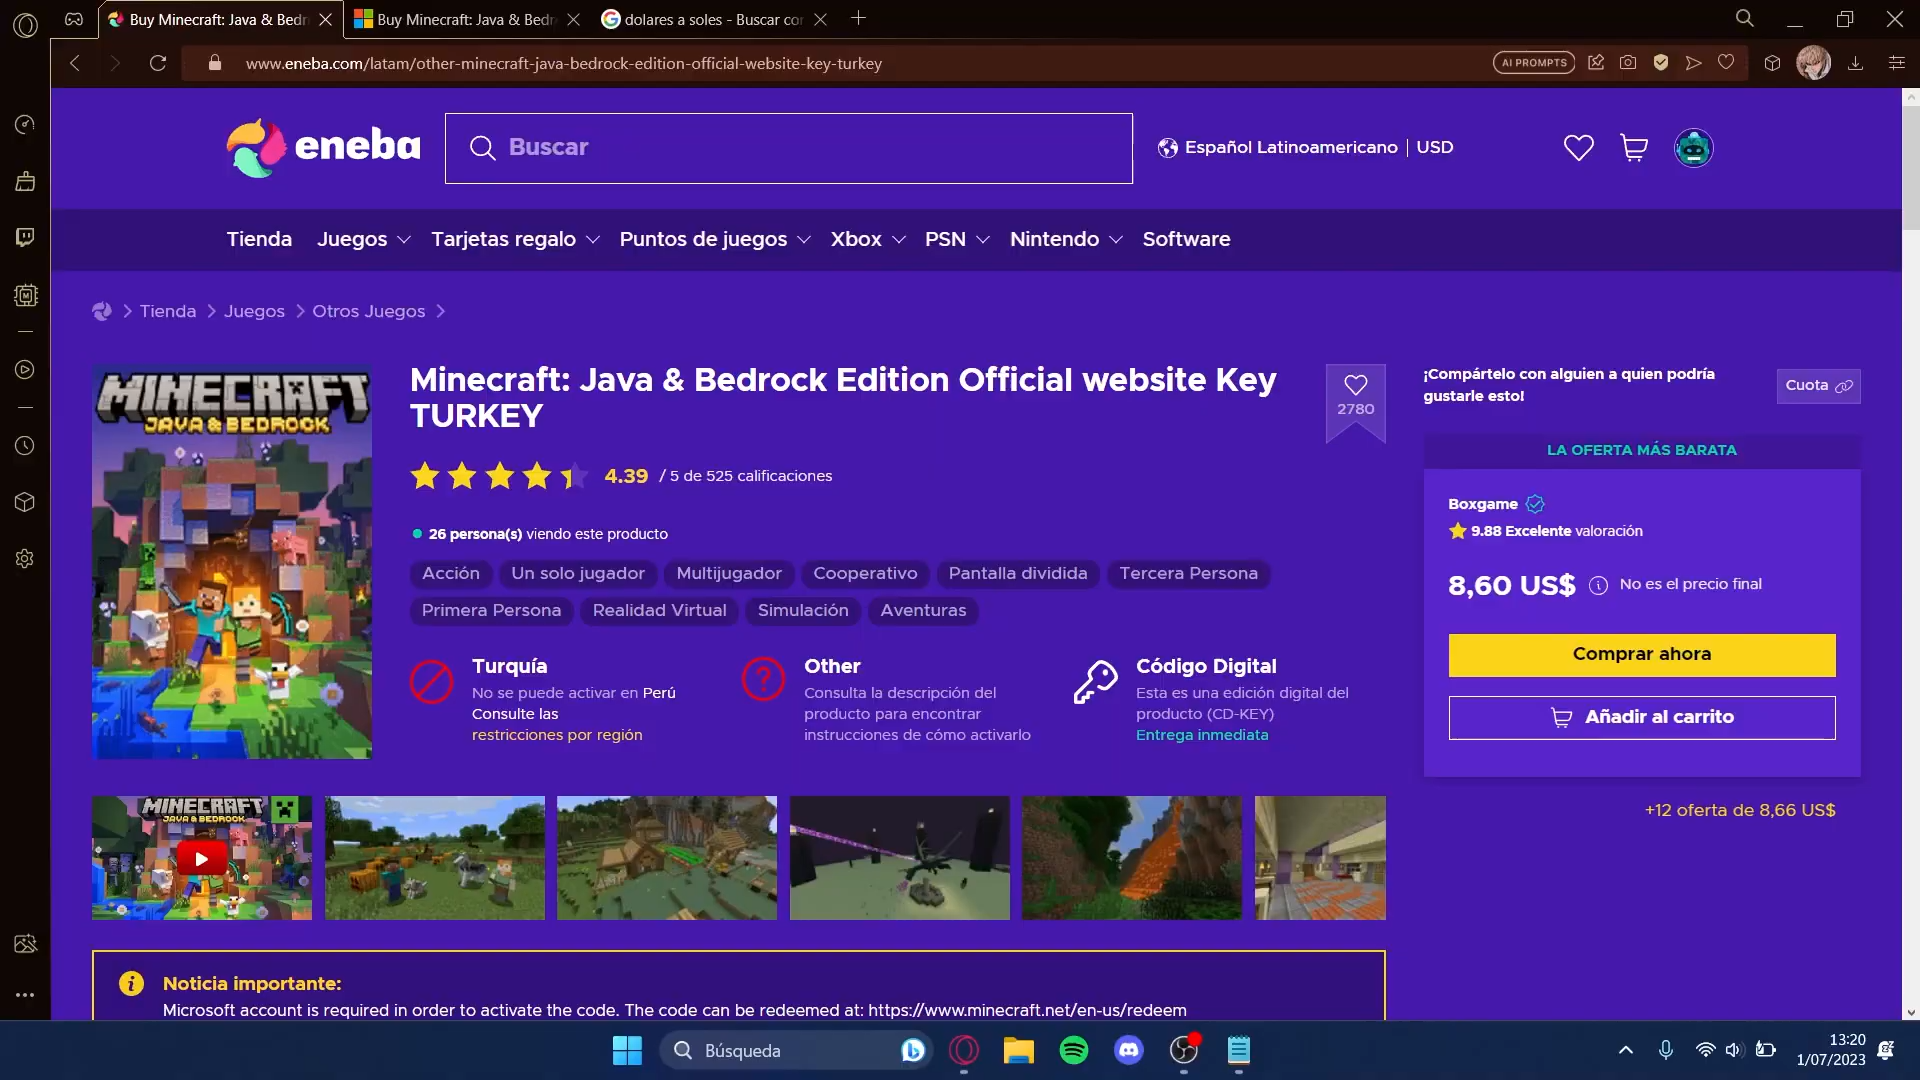 Buy Minecraft: Java & Bedr
Buy Minecraft: Java & Bedr
dolares a soles - Buscar co
www.eneba.com/latam/other-minecraft-java-bedrock-edition-official-website-key-turkey
AI PROMPTS
eneba
Buscar
Español Latinoamericano | USD
Tienda Juegos Tarjetas regalo Puntos de juegos Xbox PSN Nintendo Software
Tienda Juegos Otros Juegos
MINECRAFT
JAVA & BEDROCK
Minecraft: Java & Bedrock Edition Official website Key
TURKEY
2780
4.39 / 5 de 525 calificaciones
26 persona(s) viendo este producto
Acción Un solo jugador Multijugador Cooperativo Pantalla dividida Tercera Persona
Primera Persona Realidad Virtual Simulación Aventuras
Turquía
No se puede activar en Perú
Consulte las
restricciones por región
Other
Consulta la descripción del
producto para encontrar
instrucciones de cómo activarlo
Código Digital
Esta es una edición digital del
producto (CD-KEY)
Entrega inmediata
¡Compártelo con alguien a quien podría
gustarle esto!
Cuota
LA OFERTA MÁS BARATA
Boxgame
9.88 Excelente valoración
8,60 US$ No es el precio final
Comprar ahora
Añadir al carrito
+12 oferta de 8,66 US$
MINECRAFT
JAVA & BEDROCK
Noticia importante:
Microsoft account is required in order to activate the code. The code can be redeemed at: https://www.minecraft.net/en-us/redeem
Búsqueda
13:20
1/07/2023